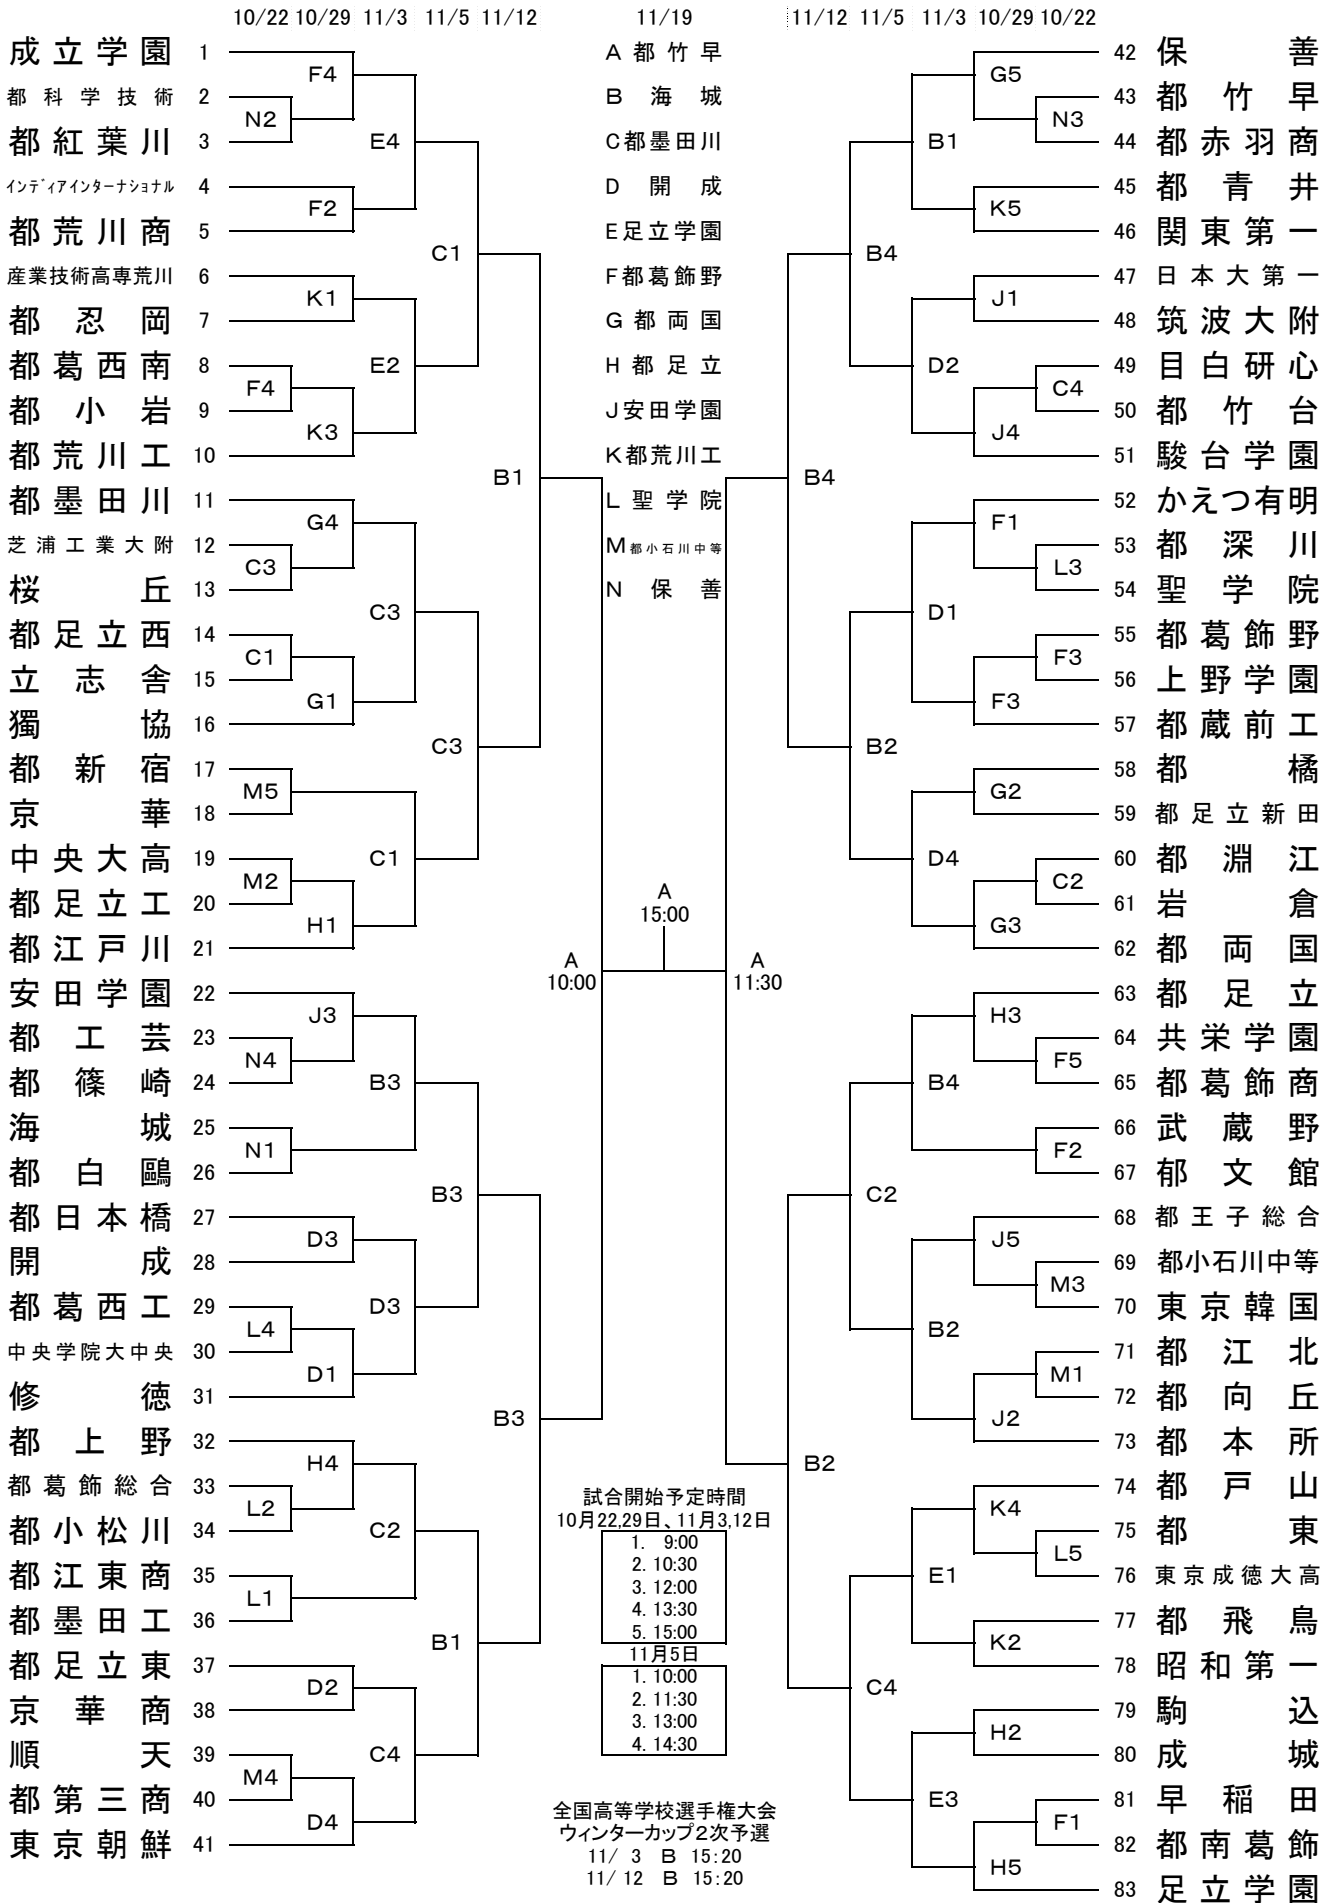 10/22 10/29 11/3 11/5 11/12 11/19 11/12 11/5 11/3 10/29 10/22
成立学園 1
都科学技術 2
都紅葉川 3
インディアインターナショナル 4
都荒川商 5
産業技術高専荒川 6
都忍岡 7
都葛西南 8
都小岩 9
都荒川工 10
都墨田川 11
芝浦工業大附 12
桜丘 13
都足立西 14
立志舎 15
獨協 16
都新宿 17
京華 18
中央大高 19
都足立工 20
都江戸川 21
安田学園 22
都工芸 23
都篠崎 24
海城 25
都白鷗 26
都日本橋 27
開成 28
都葛西工 29
中央学院大中央 30
修徳 31
都上野 32
都葛飾総合 33
都小松川 34
都江東商 35
都墨田工 36
都足立東 37
京華商 38
順天 39
都第三商 40
東京朝鮮 41
N2
F4
M5
C3
C1
M2
N4
N1
L4
L2
L1
M4
F4
F2
K1
K3
G4
G1
H1
J3
D3
D1
H4
D2
D4
E4
E2
C3
C1
B3
D3
C2
C4
C1
C3
B3
B1
B1
B3
A 都竹早
B 海城
C 都墨田川
D 開成
E 足立学園
F 都葛飾野
G 都両国
H 都足立
J 安田学園
K 都荒川工
L 聖学院
M 都小石川中等
N 保善
A
15:00
A
10:00
A
11:30
試合開始予定時間
10月22,29日、11月3,12日
1. 9:00
2. 10:30
3. 12:00
4. 13:30
5. 15:00
11月5日
1. 10:00
2. 11:30
3. 13:00
4. 14:30
全国高等学校選手権大会
ウィンターカップ2次予選
11/ 3 B 15:20
11/ 12 B 15:20
B4
B2
B4
B2
C2
C4
B1
D2
D1
D4
B4
B2
E1
E3
G5
K5
J1
J4
F1
F3
G2
G3
H3
J5
J2
K4
K2
H2
H5
N3
C4
L3
F3
C2
F5
F2
M3
M1
L5
F1
42 保善
43 都竹早
44 都赤羽商
45 都青井
46 関東第一
47 日本大第一
48 筑波大附
49 目白研心
50 都竹台
51 駿台学園
52 かえつ有明
53 都深川
54 聖学院
55 都葛飾野
56 上野学園
57 都蔵前工
58 都橘
59 都足立新田
60 都淵江
61 岩倉
62 都両国
63 都足立
64 共栄学園
65 都葛飾商
66 武蔵野
67 郁文館
68 都王子総合
69 都小石川中等
70 東京韓国
71 都江北
72 都向丘
73 都本所
74 都戸山
75 都東
76 東京成徳大高
77 都飛鳥
78 昭和第一
79 駒込
80 成城
81 早稲田
82 都南葛飾
83 足立学園